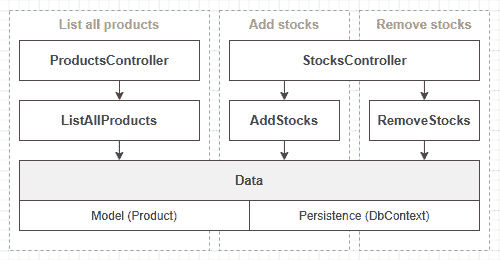 List all products
Add stocks
Remove stocks
ProductsController
StocksController
ListAllProducts
AddStocks
RemoveStocks
Data
Model (Product)
Persistence (DbContext)